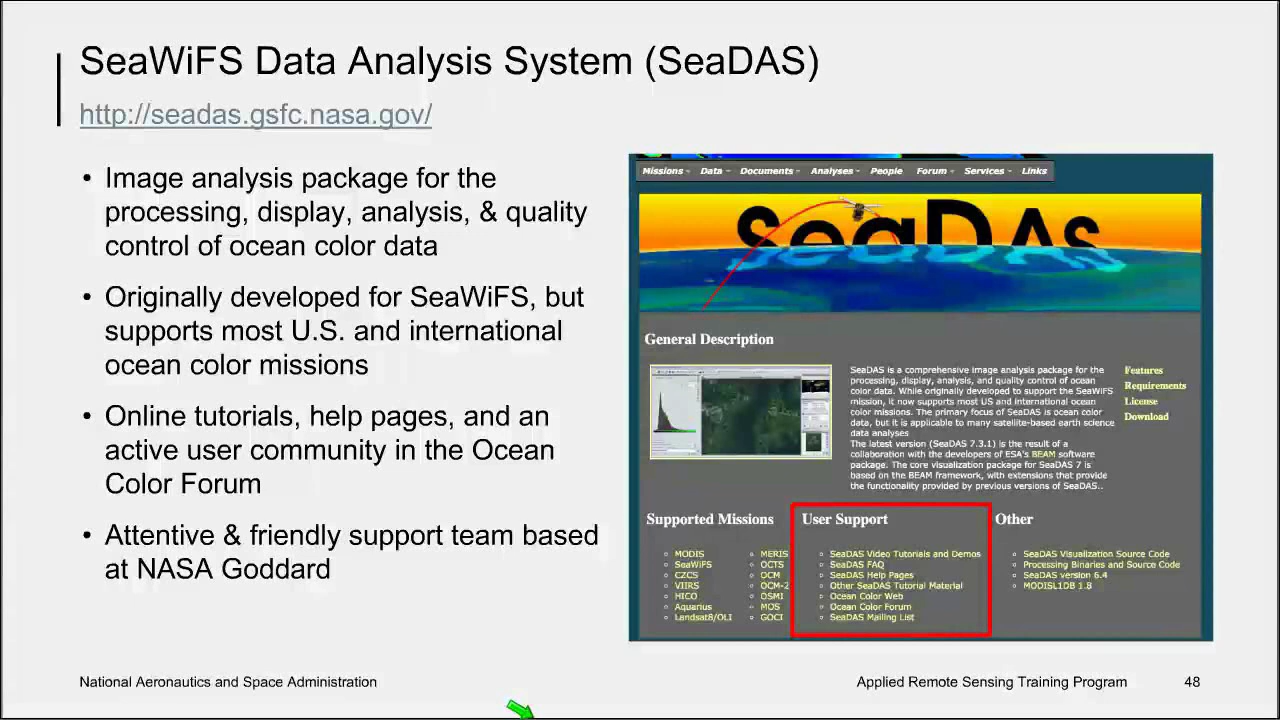 SeaWiFS Data Analysis System (SeaDAS)
http://seadas.gsfc.nasa.gov/
• Image analysis package for the
processing, display, analysis, & quality
control of ocean color data
• Originally developed for SeaWiFS, but
supports most U.S. and international
ocean color missions
• Online tutorials, help pages, and an
active user community in the Ocean
Color Forum
• Attentive & friendly support team based
at NASA Goddard
Missions Data Documents Analyses People Forum Services Links
SeaDAS
General Description
SeaDAS is a comprehensive image analysis package for the
processing, display, analysis, and quality control of ocean
color data. While originally developed to support the SeaWiFS
mission, it now supports most US and international ocean
color missions. The primary focus of SeaDAS is ocean color
data, but it is applicable to many satellite-based earth science
data analyses
The latest version (SeaDAS 7.3.1) is the result of a
collaboration with the developers of ESA's BEAM software
package. The core visualization package for SeaDAS 7 is
based on the BEAM framework, with extensions that provide
the functionality provided by previous versions of SeaDAS..
Features
Requirements
License
Download
Supported Missions
MODIS
SeaWiFS
CZCS
VIIRS
HICO
Aquarius
Landsat8/OLI
MERIS
OCTS
OCM
OCM-2
OSMI
MOS
GOCI
User Support
SeaDAS Video Tutorials and Demos
SeaDAS FAQ
SeaDAS Help Pages
Other SeaDAS Tutorial Material
Ocean Color Web
Ocean Color Forum
SeaDAS Mailing List
Other
SeaDAS Visualization Source Code
Processing Binaries and Source Code
SeaDAS version 6.4
MODISL1DB 1.8
National Aeronautics and Space Administration
Applied Remote Sensing Training Program
48